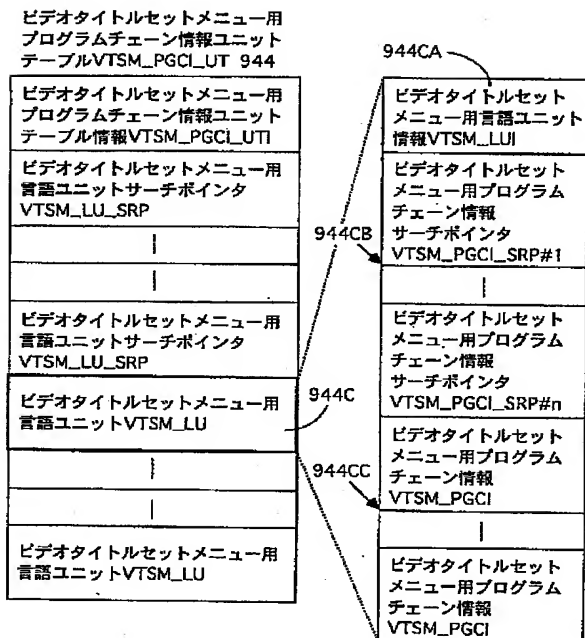 ビデオタイトルセットメニュー用
プログラムチェーン情報ユニット
テーブルVTSM_PGCI_UT 944
ビデオタイトルセットメニュー用
プログラムチェーン情報ユニット
テーブル情報VTSM_PGCI_UTI
ビデオタイトルセットメニュー用
言語ユニットサーチポインタ
VTSM_LU_SRP
ビデオタイトルセットメニュー用
言語ユニットサーチポインタ
VTSM_LU_SRP
ビデオタイトルセットメニュー用
言語ユニットVTSM_LU
944C
ビデオタイトルセットメニュー用
言語ユニットVTSM_LU
944CA
ビデオタイトルセット
メニュー用言語ユニット
情報VTSM_LUI
ビデオタイトルセット
メニュー用プログラム
チェーン情報
サーチポインタ
VTSM_PGCI_SRP#1
944CB
ビデオタイトルセット
メニュー用プログラム
チェーン情報
サーチポインタ
VTSM_PGCI_SRP#n
ビデオタイトルセット
メニュー用プログラム
チェーン情報
VTSM_PGCI
944CC
ビデオタイトルセット
メニュー用プログラム
チェーン情報
VTSM_PGCI